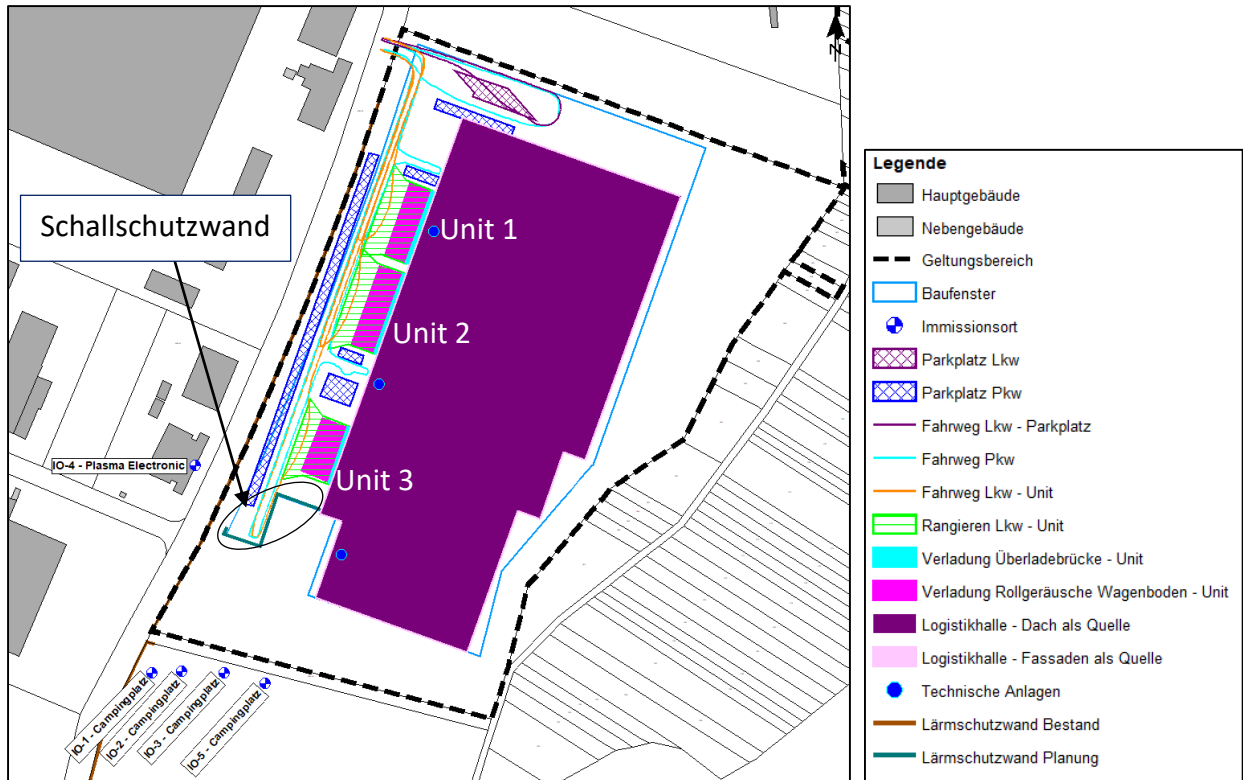 N
Schallschutzwand
Unit 1
Unit 2
Unit 3
IO-4 - Plasma Electronic
IO-1 - Campingplatz
IO-2 - Campingplatz
IO-3 - Campingplatz
IO-5 - Campingplatz
Legende
Hauptgebäude
Nebengebäude
Geltungsbereich
Baufenster
Immissionsort
Parkplatz Lkw
Parkplatz Pkw
Fahrweg Lkw - Parkplatz
Fahrweg Pkw
Fahrweg Lkw - Unit
Rangieren Lkw - Unit
Verladung Überladebrücke - Unit
Verladung Rollgeräusche Wagenboden - Unit
Logistikhalle - Dach als Quelle
Logistikhalle - Fassaden als Quelle
Technische Anlagen
Lärmschutzwand Bestand
Lärmschutzwand Planung